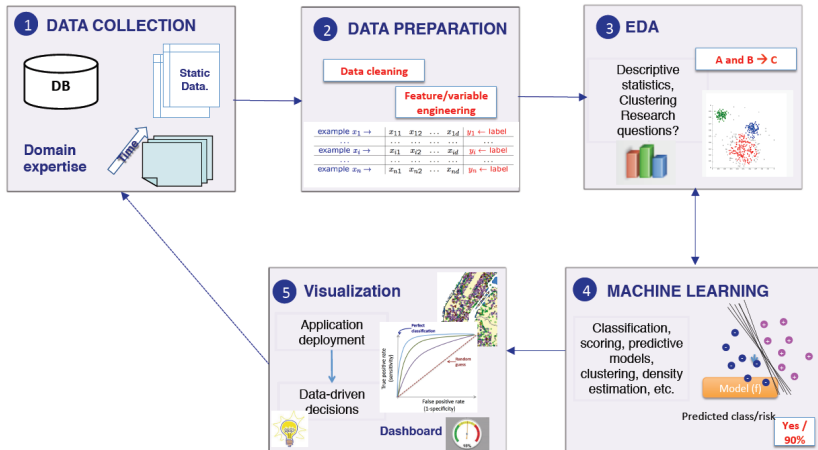 1 DATA COLLECTION
DB
Static
Data.
Domain
expertise
Time
2 DATA PREPARATION
Data cleaning
Feature/variable
engineering
example x1 → x11 x12 … x1d y1 ← label
… … … … … …
example xi → xi1 xi2 … xid yi ← label
… … … … … …
example xn → xn1 xn2 … xnd yn ← label
3 EDA
A and B → C
Descriptive
statistics,
Clustering
Research
questions?
4 MACHINE LEARNING
Classification,
scoring, predictive
models,
clustering, density
estimation, etc.
Model (f)
Predicted class/risk
Yes /
90%
5 Visualization
Application
deployment
Data-driven
decisions
Perfect
classification
Random
guess
True positive rate
(sensitivity)
False positive rate
(1-specificity)
Dashboard